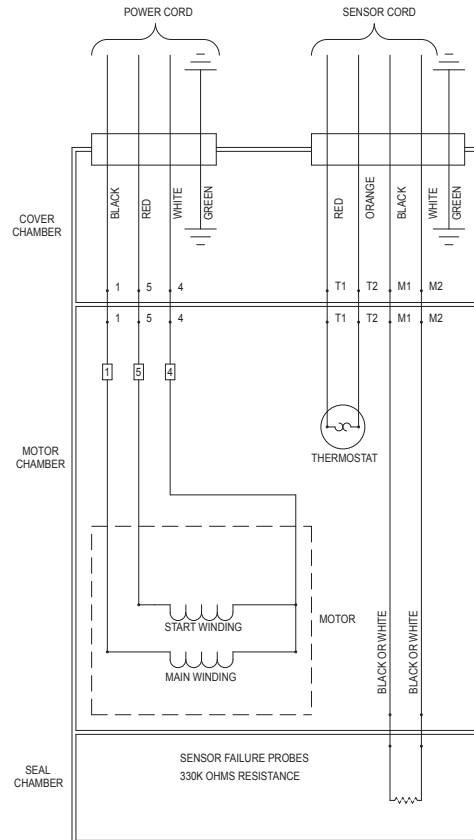 POWER CORD
SENSOR CORD
BLACK
RED
WHITE
GREEN
RED
ORANGE
BLACK
WHITE
GREEN
COVER
CHAMBER
1 5 4 T1 T2 M1 M2
1 5 4 T1 T2 M1 M2
1 5 4
THERMOSTAT
MOTOR
CHAMBER
START WINDING
MOTOR
MAIN WINDING
BLACK OR WHITE
BLACK OR WHITE
SEAL
CHAMBER
SENSOR FAILURE PROBES
330K OHMS RESISTANCE